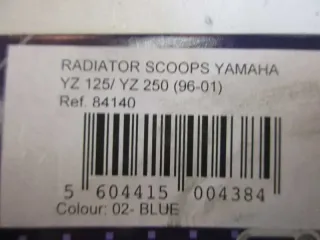 RADIATOR SCOOPS YAMAHA
YZ 125/ YZ 250 (96-01)
Ref. 84140
5 604415 004384
Colour: 02- BLUE